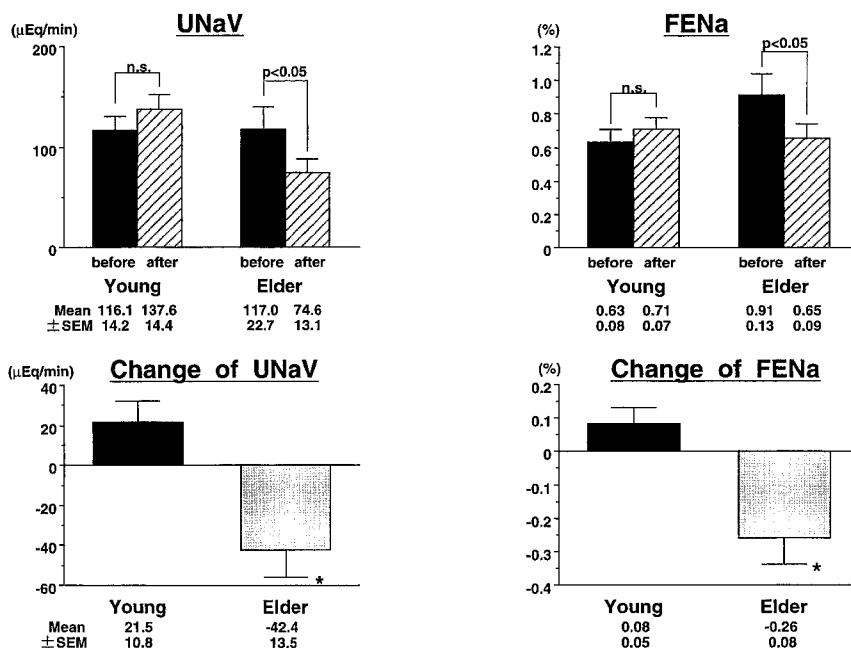 UNaV
(μEq/min)
200
100
0
n.s.
p<0.05
before after before after
Young Elder
Mean 116.1 137.6 117.0 74.6
±SEM 14.2 14.4 22.7 13.1
FENa
(%)
1.2
1.0
0.8
0.6
0.4
0.2
0
n.s.
p<0.05
before after before after
Young Elder
0.63 0.71 0.91 0.65
0.08 0.07 0.13 0.09
Change of UNaV
(μEq/min)
40
20
0
-20
-40
-60
*
Young Elder
Mean 21.5 -42.4
±SEM 10.8 13.5
Change of FENa
(%)
0.2
0.1
0
-0.1
-0.2
-0.3
-0.4
*
Young Elder
0.08 -0.26
0.05 0.08